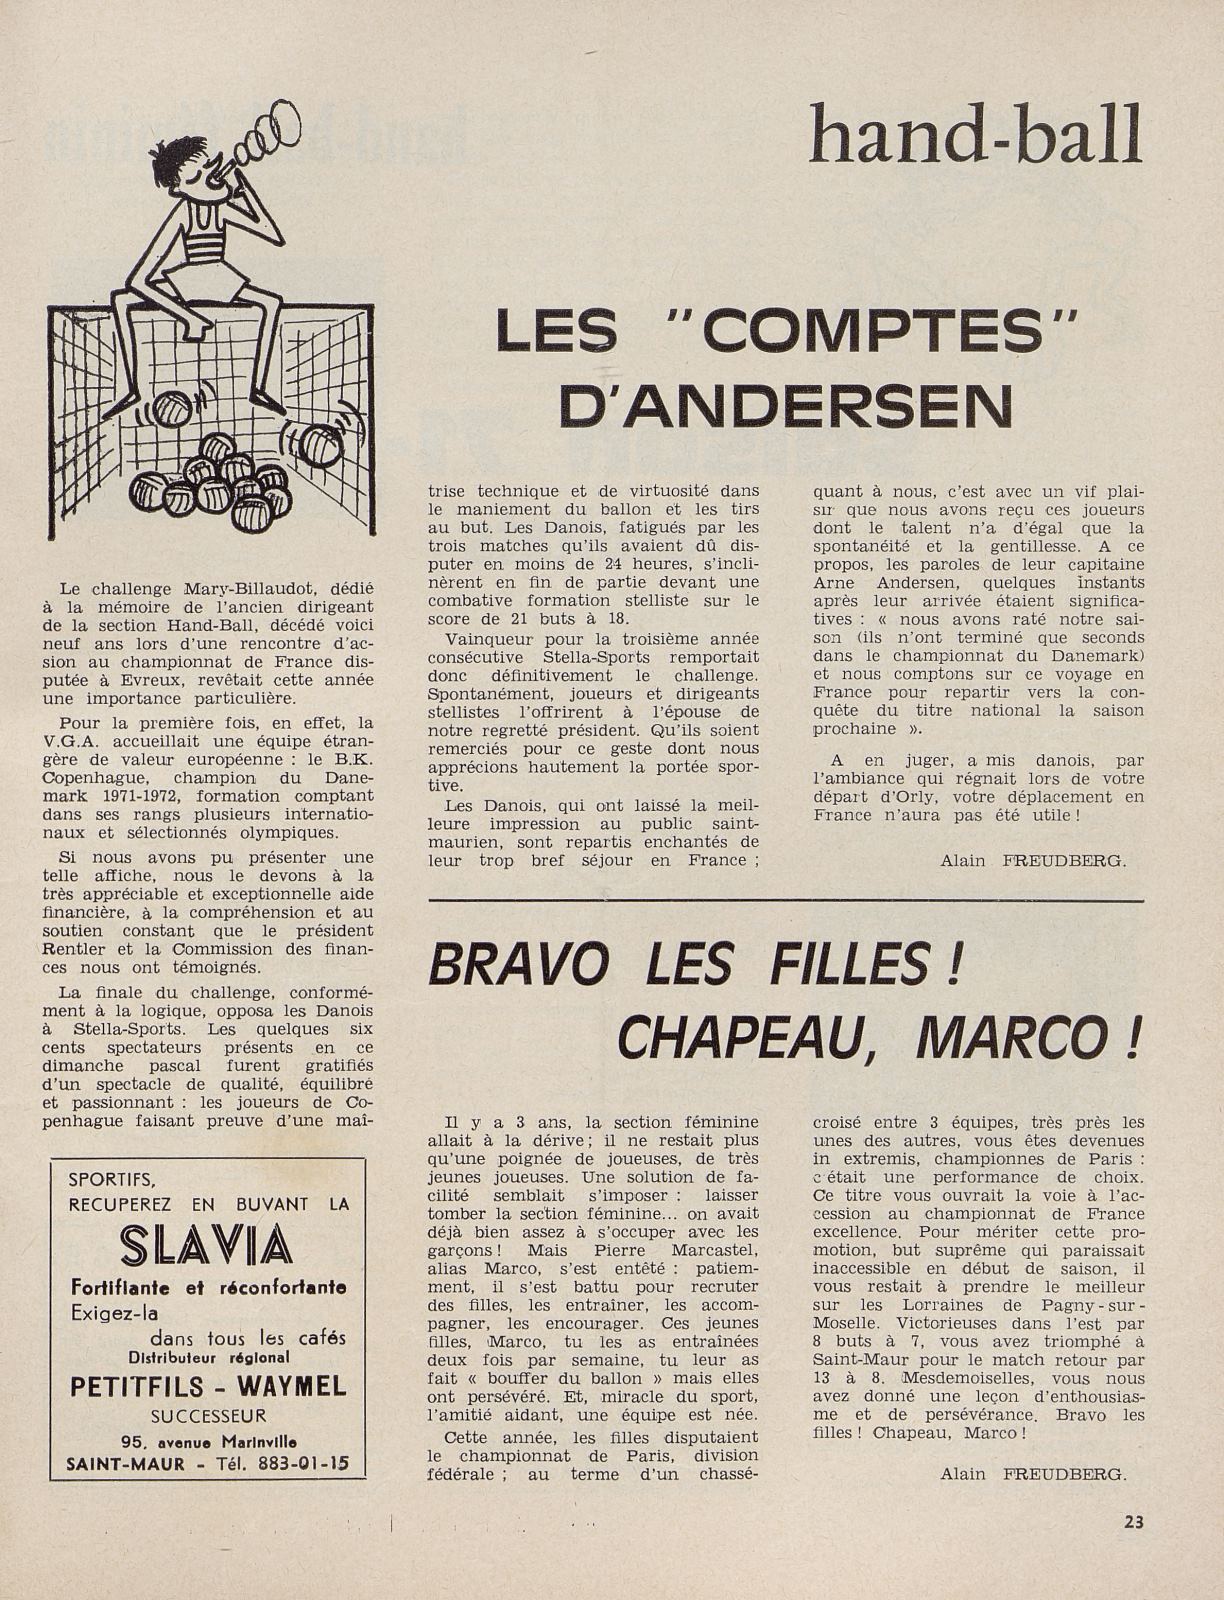 hand-ball
LES "COMPTES"
D'ANDERSEN
Le challenge Mary-Billaudot, dédié
à la mémoire de l'ancien dirigeant
de la section Hand-Ball, décédé voici
neuf ans lors d'une rencontre d'ac-
sion au championnat de France dis-
putée à Evreux, revêtait cette année
une importance particulière.
Pour la première fois, en effet, la
V.G.A. accueillait une équipe étran-
gère de valeur européenne : le B.K.
Copenhague, champion du Dane-
mark 1971-1972, formation comptant
dans ses rangs plusieurs internatio-
naux et sélectionnés olympiques.
Si nous avons pu présenter une
telle affiche, nous le devons à la
très appréciable et exceptionnelle aide
financière, à la compréhension et au
soutien constant que le président
Rentler et la Commission des finan-
ces nous ont témoignés.
La finale du challenge, conformé-
ment à la logique, opposa les Danois
à Stella-Sports. Les quelques six
cents spectateurs présents en ce
dimanche pascal furent gratifiés
d'un spectacle de qualité, équilibré
et passionnant : les joueurs de Co-
penhague faisant preuve d'une maî-
trise technique et de virtuosité dans
le maniement du ballon et les tirs
au but. Les Danois, fatigués par les
trois matches qu'ils avaient dû dis-
puter en moins de 24 heures, s'incli-
nèrent en fin de partie devant une
combative formation stelliste sur le
score de 21 buts à 18.
Vainqueur pour la troisième année
consécutive Stella-Sports remportait
donc définitivement le challenge.
Spontanément, joueurs et dirigeants
stellistes l'offrirent à l'épouse de
notre regretté président. Qu'ils soient
remerciés pour ce geste dont nous
apprécions hautement la portée spor-
tive.
Les Danois, qui ont laissé la meil-
leure impression au public saint-
maurien, sont repartis enchantés de
leur trop bref séjour en France ;
quant à nous, c'est avec un vif plai-
sir que nous avons reçu ces joueurs
dont le talent n'a d'égal que la
spontanéité et la gentillesse. A ce
propos, les paroles de leur capitaine
Arne Andersen, quelques instants
après leur arrivée étaient significa-
tives : « nous avons raté notre sai-
son (ils n'ont terminé que seconds
dans le championnat du Danemark)
et nous comptons sur ce voyage en
France pour repartir vers la con-
quête du titre national la saison
prochaine ».
A en juger, a mis danois, par
l'ambiance qui régnait lors de votre
départ d'Orly, votre déplacement en
France n'aura pas été utile !
Alain FREUDBERG.
BRAVO LES FILLES !
CHAPEAU, MARCO !
Il y a 3 ans, la section féminine
allait à la dérive ; il ne restait plus
qu'une poignée de joueuses, de très
jeunes joueuses. Une solution de fa-
cilité semblait s'imposer : laisser
tomber la section féminine... on avait
déjà bien assez à s'occuper avec les
garçons ! Mais Pierre Marcastel,
alias Marco, s'est entêté : patiem-
ment, il s'est battu pour recruter
des filles, les entraîner, les accom-
pagner, les encourager. Ces jeunes
filles, Marco, tu les as entraînées
deux fois par semaine, tu leur as
fait « bouffer du ballon » mais elles
ont persévéré. Et, miracle du sport,
l'amitié aidant, une équipe est née.
Cette année, les filles disputaient
le championnat de Paris, division
fédérale ; au terme d'un chassé-
croisé entre 3 équipes, très près les
unes des autres, vous êtes devenues
in extremis, championnes de Paris :
c'était une performance de choix.
Ce titre vous ouvrait la voie à l'ac-
cession au championnat de France
excellence. Pour mériter cette pro-
motion, but suprême qui paraissait
inaccessible en début de saison, il
vous restait à prendre le meilleur
sur les Lorraines de Pagny-sur-
Moselle. Victorieuses dans l'est par
8 buts à 7, vous avez triomphé à
Saint-Maur pour le match retour par
13 à 8. Mesdemoiselles, vous nous
avez donné une leçon d'enthousias-
me et de persévérance. Bravo les
filles ! Chapeau, Marco !
Alain FREUDBERG.
SPORTIFS,
RECUPEREZ EN BUVANT LA
SLAVIA
Fortifiante et réconfortante
Exigez-la
dans tous les cafés
Distributeur régional
PETITFILS - WAYMEL
SUCCESSEUR
95, avenue Marinville
SAINT-MAUR - Tél. 883-01-15
23